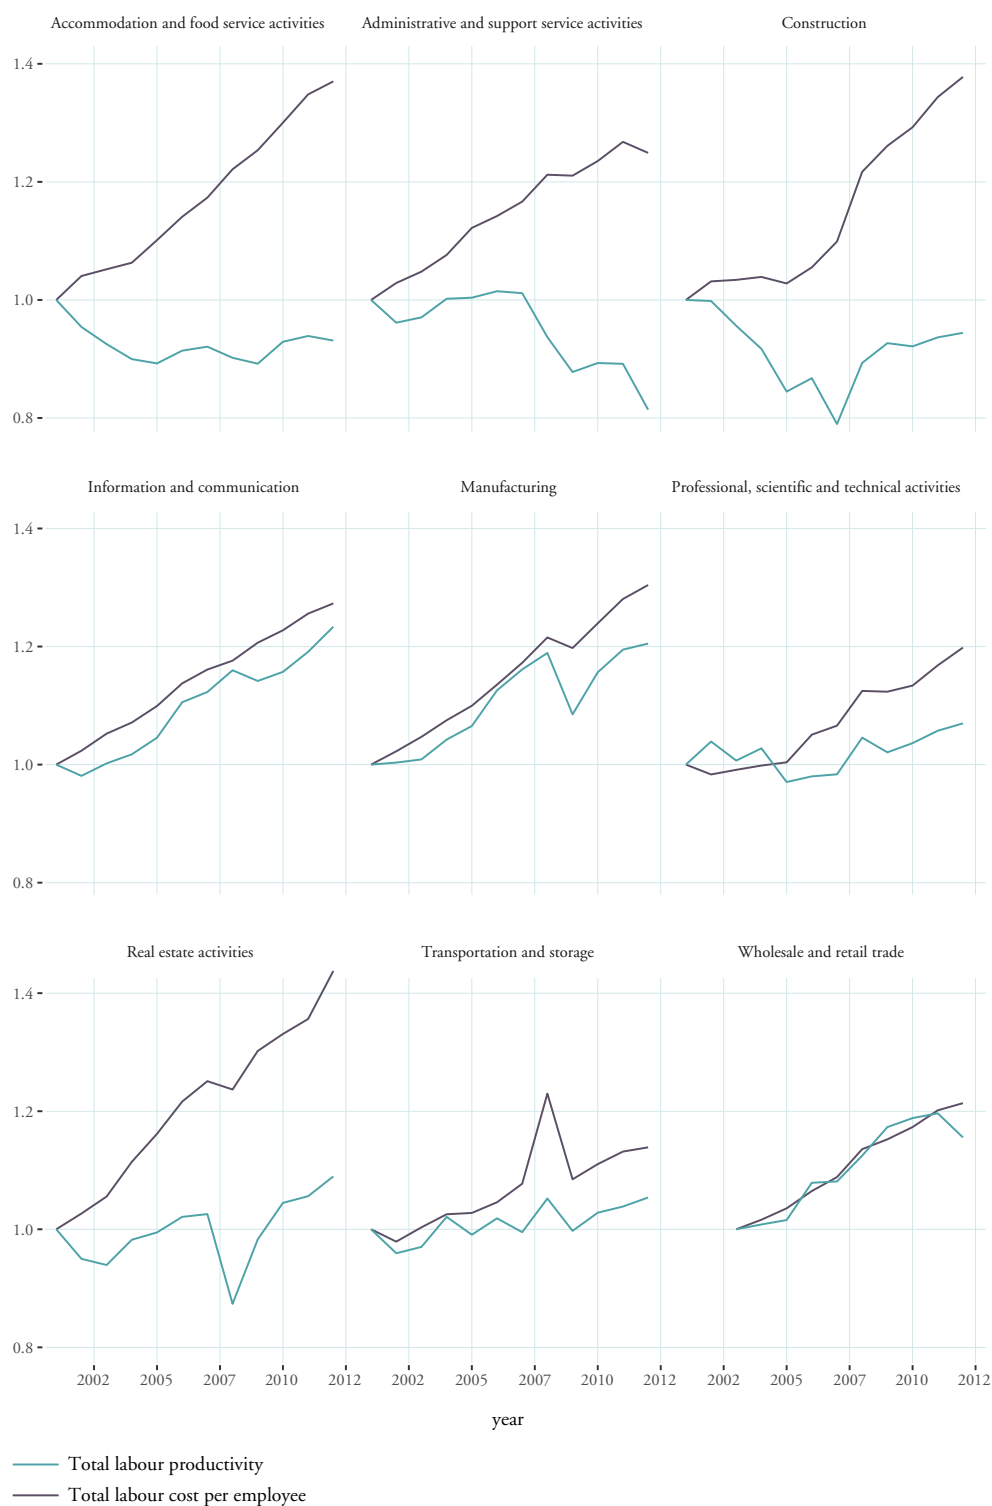 Accommodation and food service activities
Administrative and support service activities
Construction
1.4
1.2
1.0
0.8
Information and communication
Manufacturing
Professional, scientific and technical activities
1.4
1.2
1.0
0.8
Real estate activities
Transportation and storage
Wholesale and retail trade
1.4
1.2
1.0
0.8
2002 2005 2007 2010 2012 2002 2005 2007 2010 2012 2002 2005 2007 2010 2012
year
Total labour productivity
Total labour cost per employee